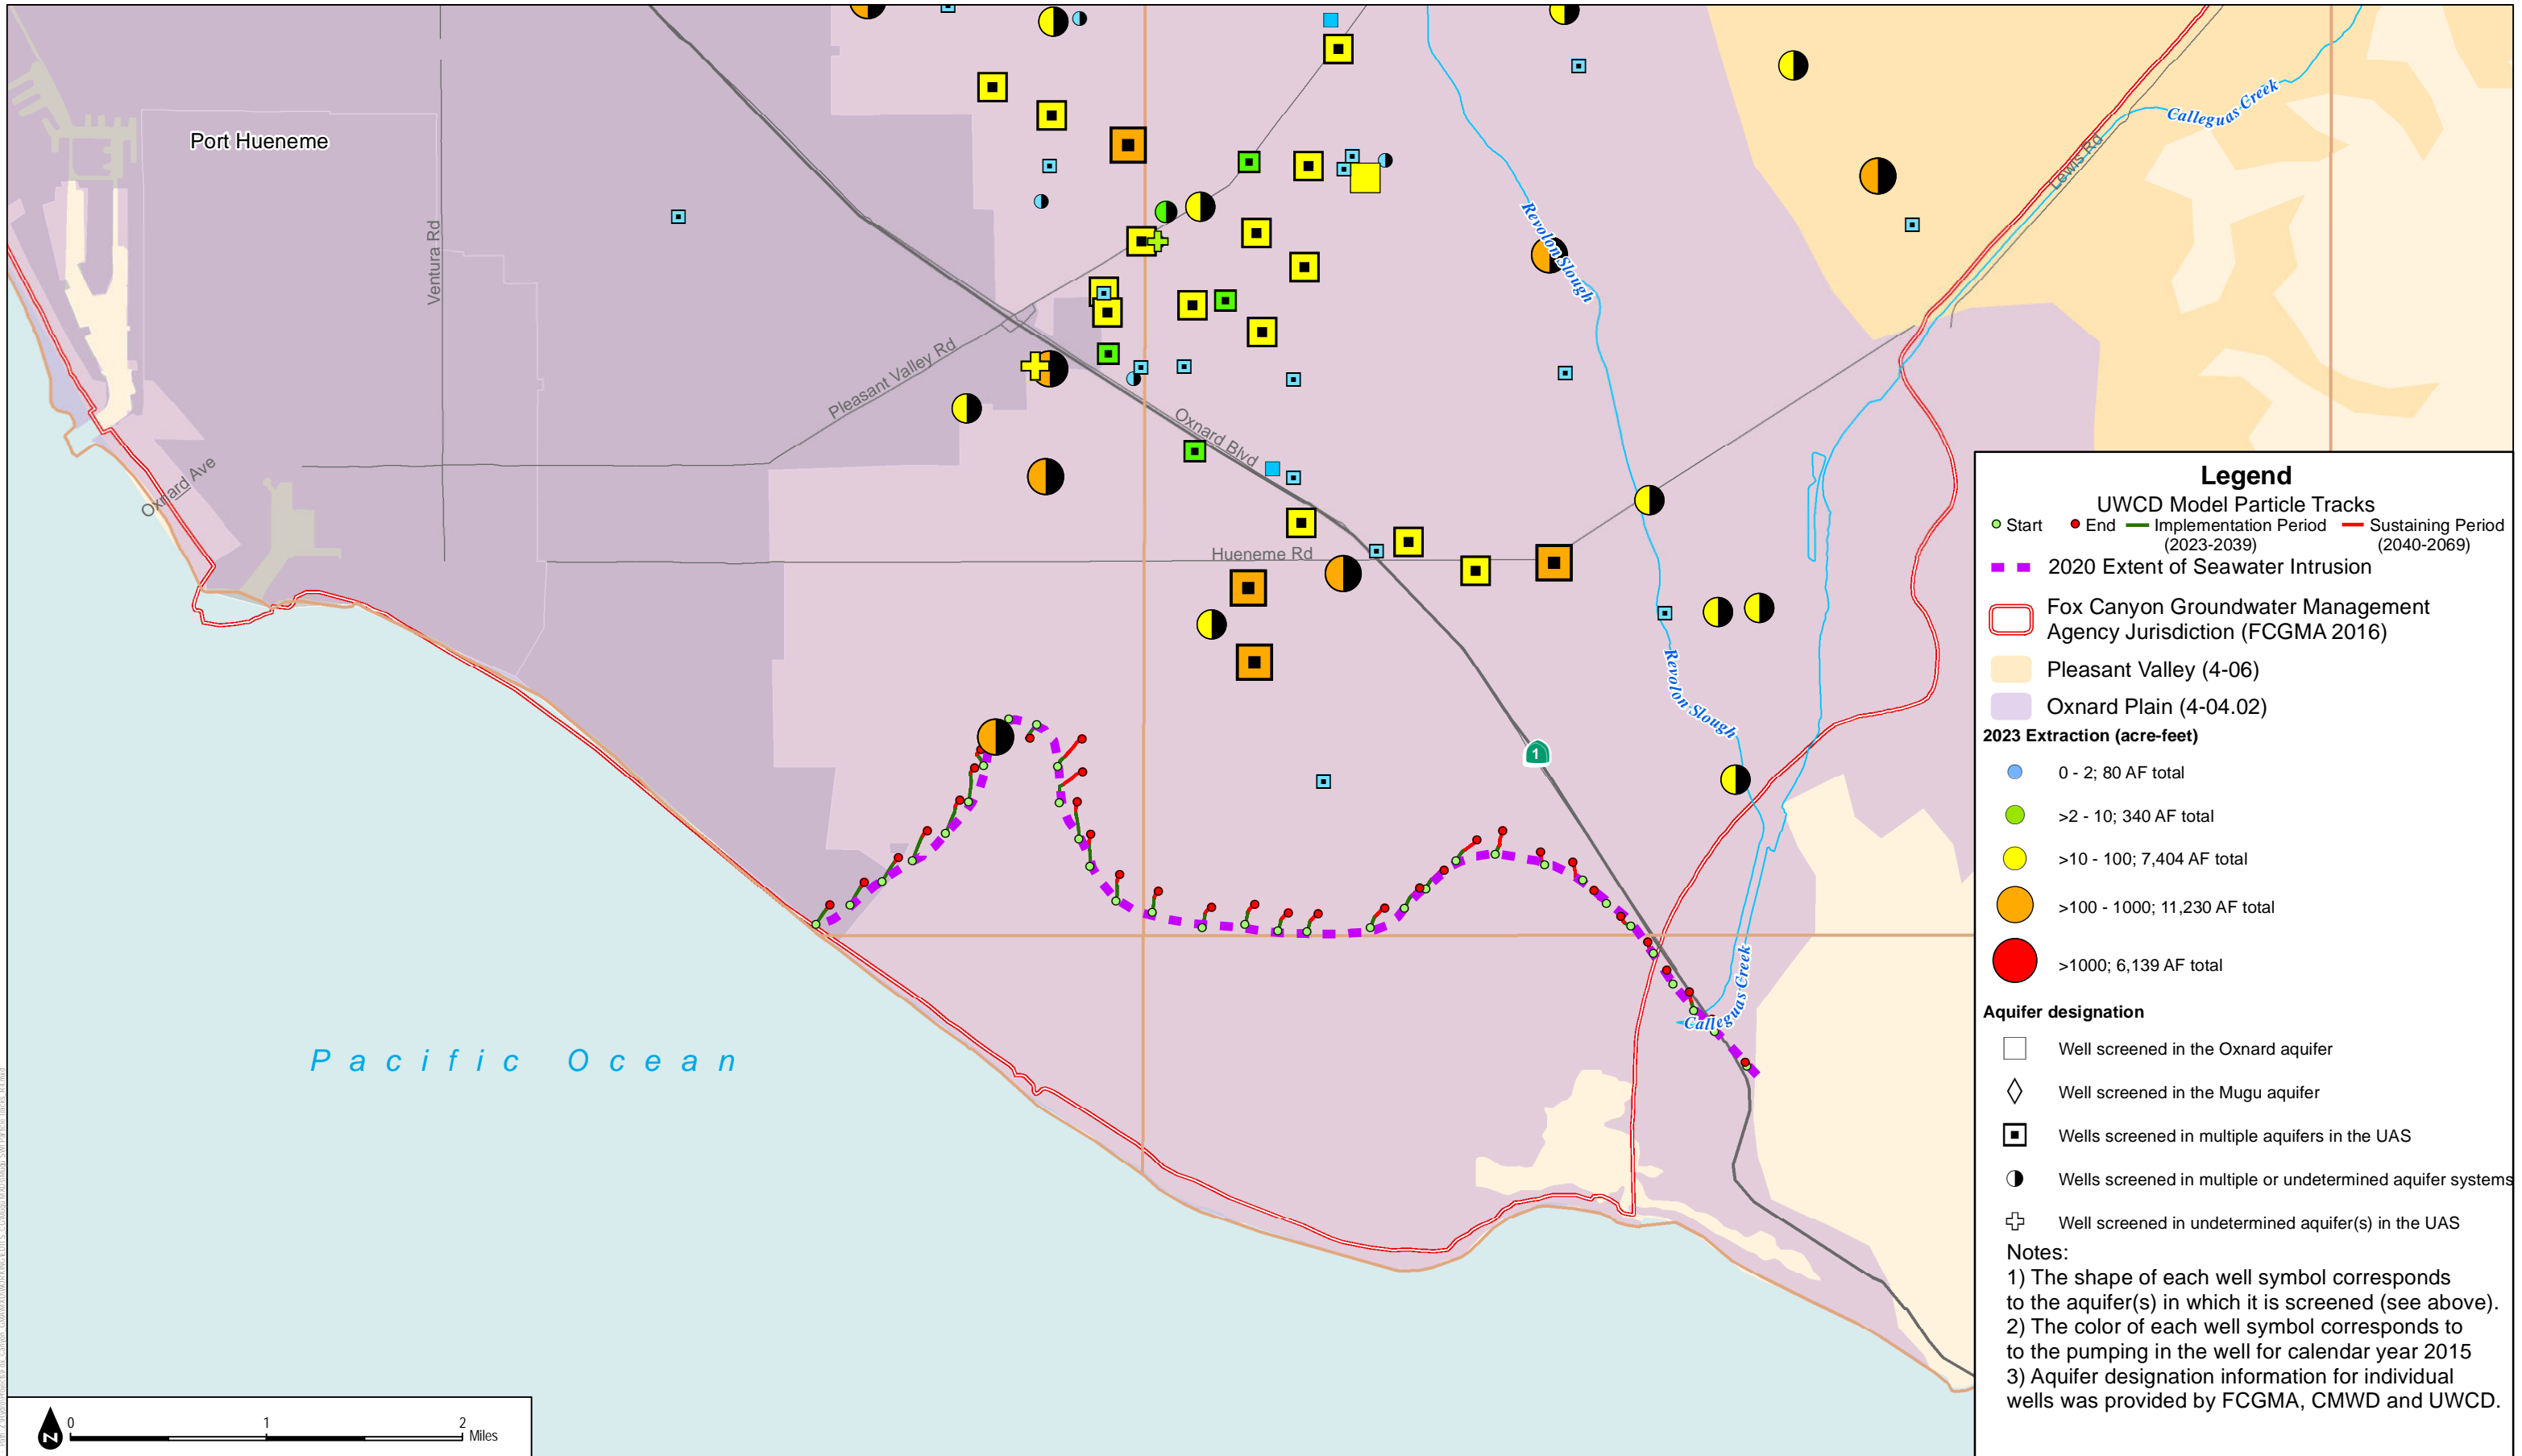 Port Hueneme
Ventura Rd
Calleguas Creek
Lewis Rd
Revolon Slough
Pleasant Valley Rd
Oxnard Blvd
Oxnard Ave
Hueneme Rd
Revolon Slough
1
Calleguas Creek
Pacific Ocean
0 1 2 Miles
N
Legend
UWCD Model Particle Tracks
Start End Implementation Period Sustaining Period
(2023-2039) (2040-2069)
2020 Extent of Seawater Intrusion
Fox Canyon Groundwater Management
Agency Jurisdiction (FCGMA 2016)
Pleasant Valley (4-06)
Oxnard Plain (4-04.02)
2023 Extraction (acre-feet)
0 - 2; 80 AF total
>2 - 10; 340 AF total
>10 - 100; 7,404 AF total
>100 - 1000; 11,230 AF total
>1000; 6,139 AF total
Aquifer designation
Well screened in the Oxnard aquifer
Well screened in the Mugu aquifer
Wells screened in multiple aquifers in the UAS
Wells screened in multiple or undetermined aquifer systems
Well screened in undetermined aquifer(s) in the UAS
Notes:
1) The shape of each well symbol corresponds
to the aquifer(s) in which it is screened (see above).
2) The color of each well symbol corresponds to
to the pumping in the well for calendar year 2015
3) Aquifer designation information for individual
wells was provided by FCGMA, CMWD and UWCD.